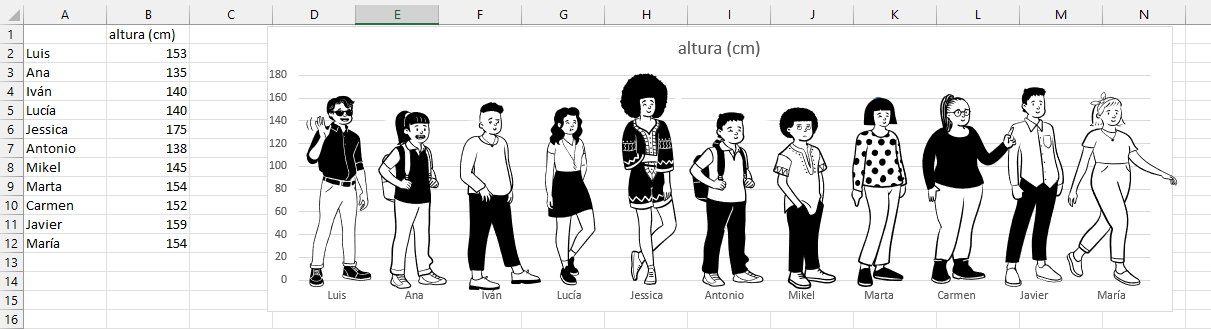 A B C D E F G H I J K L M N
1 altura (cm)
2 Luis 153
3 Ana 135
4 Iván 140
5 Lucía 140
6 Jessica 175
7 Antonio 138
8 Mikel 145
9 Marta 154
10 Carmen 152
11 Javier 159
12 María 154
13
14
15
16
altura (cm)
180
160
140
120
100
80
60
40
20
0
Luis Ana Iván Lucía Jessica Antonio Mikel Marta Carmen Javier María